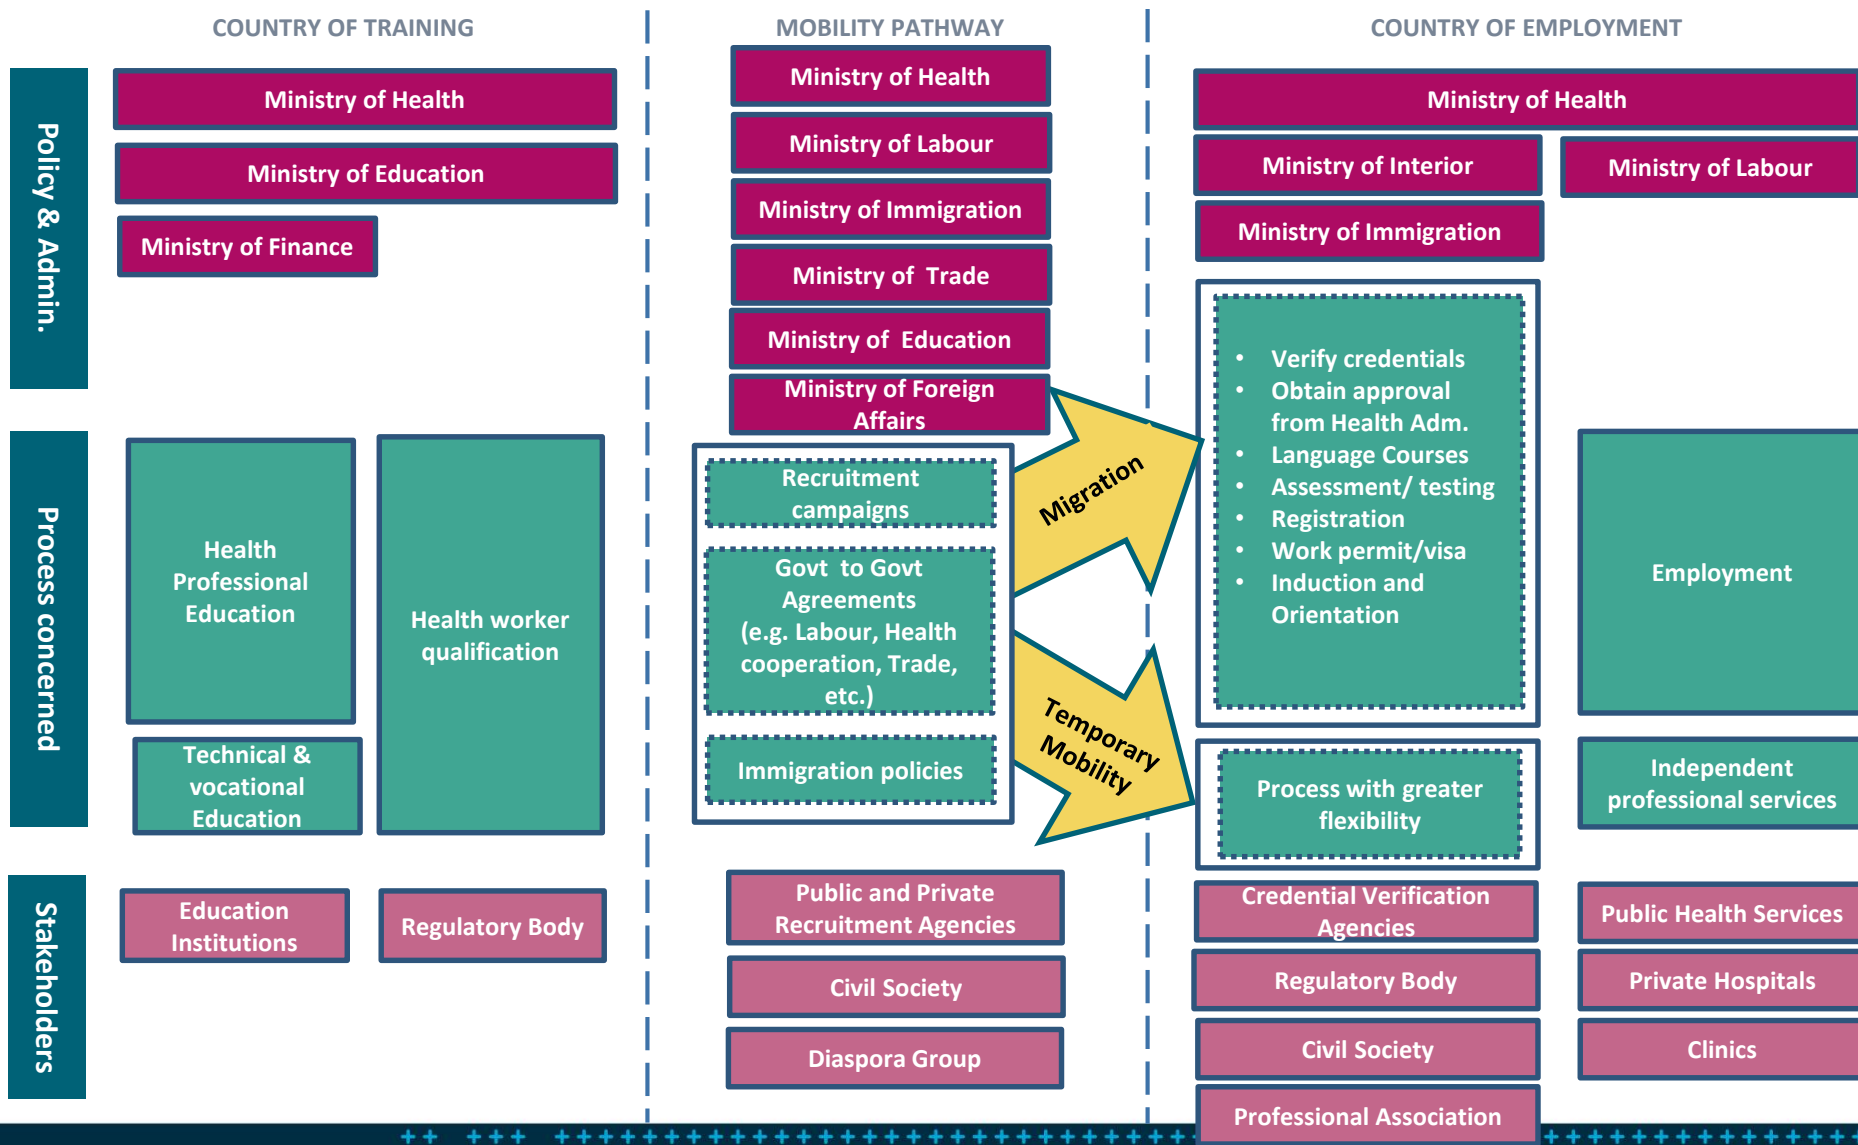 COUNTRY OF TRAINING
MOBILITY PATHWAY
COUNTRY OF EMPLOYMENT
Policy & Admin.
Ministry of Health
Ministry of Education
Ministry of Finance
Ministry of Health
Ministry of Labour
Ministry of Immigration
Ministry of Trade
Ministry of Education
Ministry of Foreign
Affairs
Ministry of Health
Ministry of Interior
Ministry of Labour
Ministry of Immigration
Process concerned
Health
Professional
Education
Technical &
vocational
Education
Health worker
qualification
Recruitment
campaigns
Govt to Govt
Agreements
(e.g. Labour, Health
cooperation, Trade,
etc.)
Immigration policies
Migration
Temporary
Mobility
• Verify credentials
• Obtain approval
from Health Adm.
• Language Courses
• Assessment/ testing
• Registration
• Work permit/visa
• Induction and
Orientation
Process with greater
flexibility
Employment
Independent
professional services
Stakeholders
Education
Institutions
Regulatory Body
Public and Private
Recruitment Agencies
Civil Society
Diaspora Group
Credential Verification
Agencies
Regulatory Body
Civil Society
Professional Association
Public Health Services
Private Hospitals
Clinics